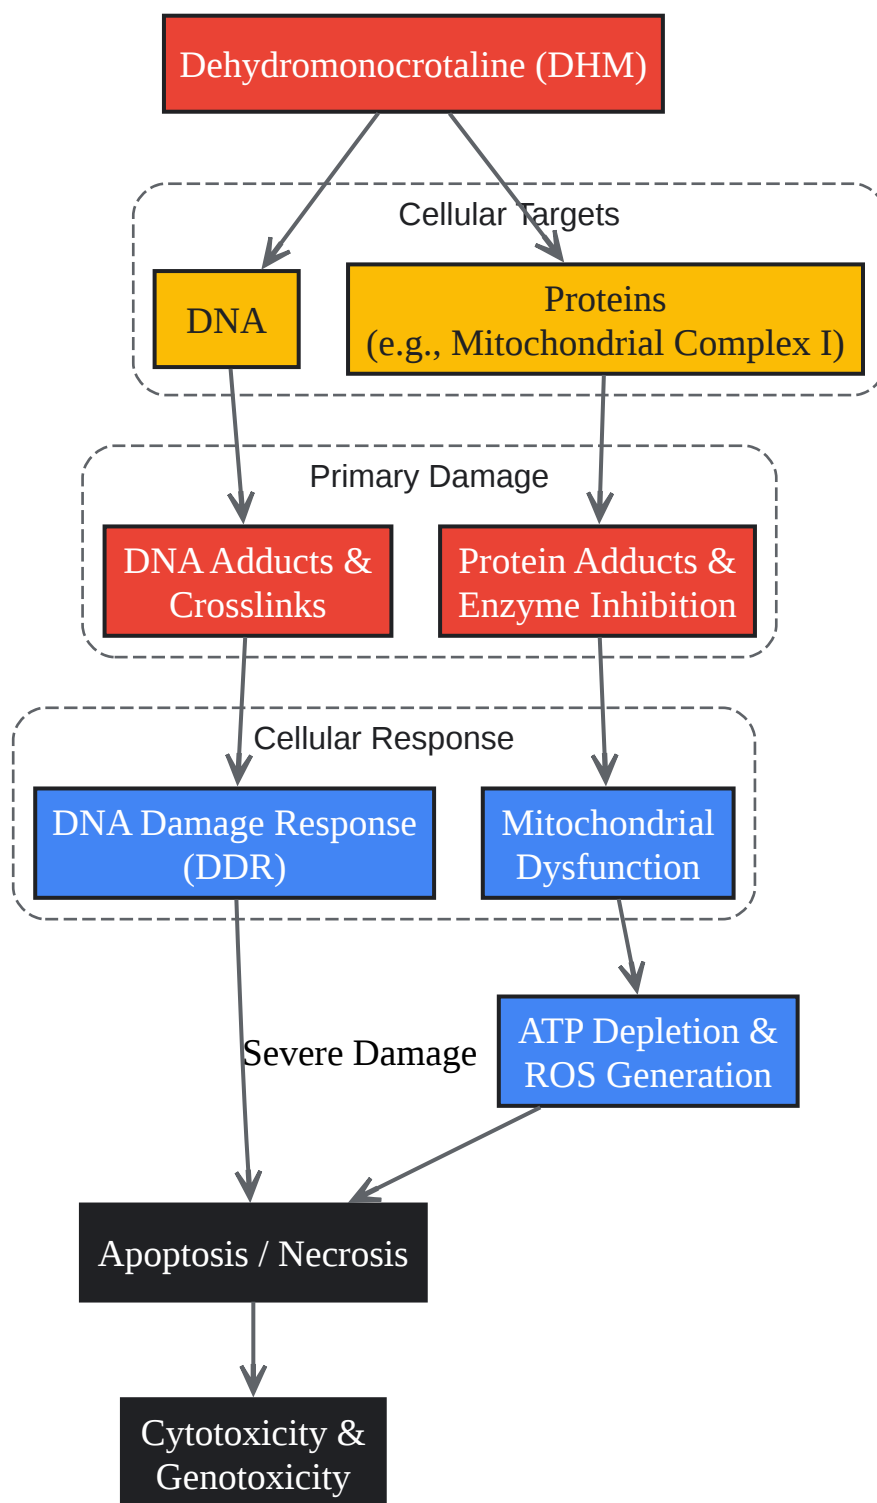 Dehydromonocrotaline (DHM)
Cellular Targets
DNA
Proteins
(e.g., Mitochondrial Complex I)
Primary Damage
DNA Adducts &
Crosslinks
Protein Adducts &
Enzyme Inhibition
Cellular Response
DNA Damage Response
(DDR)
Mitochondrial
Dysfunction
ATP Depletion &
ROS Generation
Severe Damage
Apoptosis / Necrosis
Cytotoxicity &
Genotoxicity